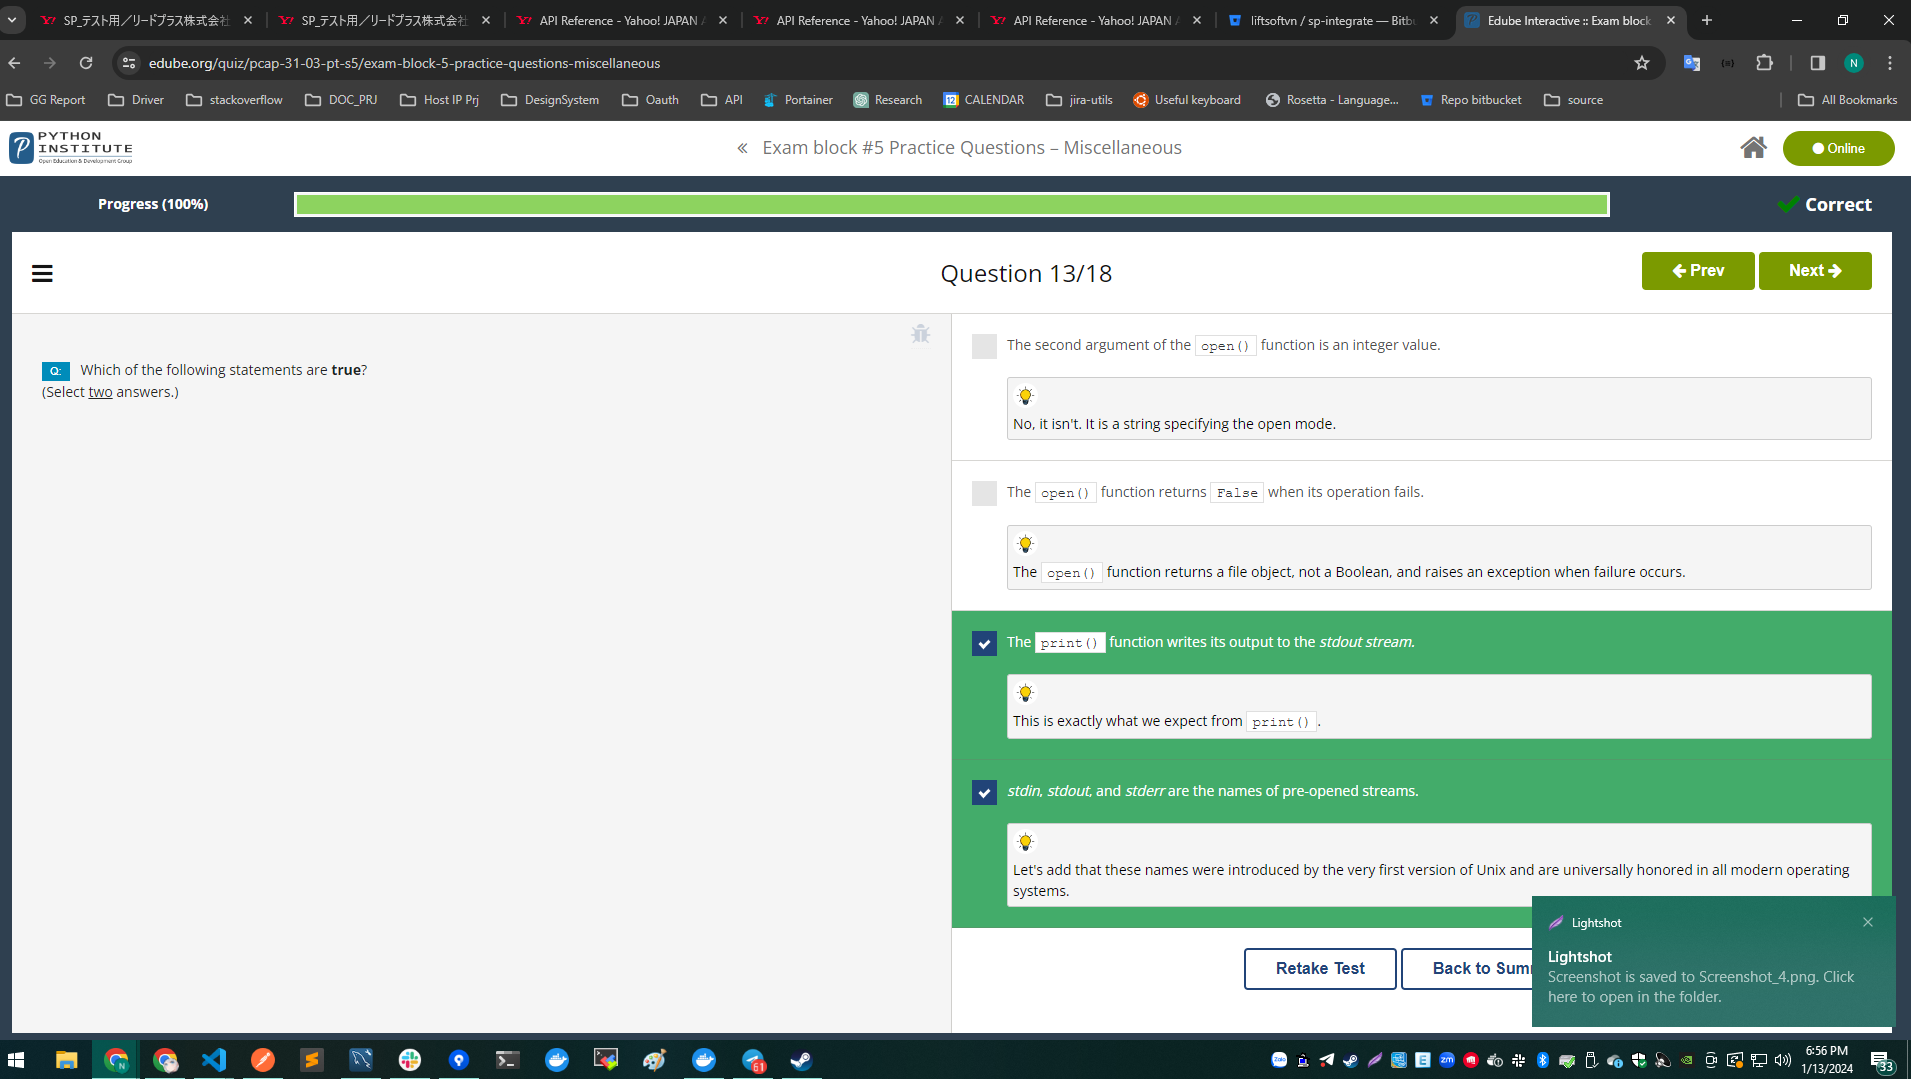 SP_テスト用／リードプラス株式会社
SP_テスト用／リードプラス株式会社
API Reference - Yahoo! JAPAN
API Reference - Yahoo! JAPAN
API Reference - Yahoo! JAPAN
liftsoftvn / sp-integrate — Bitbu
Edube Interactive :: Exam block
edube.org/quiz/pcap-31-03-pt-s5/exam-block-5-practice-questions-miscellaneous
N
GG Report
Driver
stackoverflow
DOC_PRJ
Host IP Prj
DesignSystem
Oauth
API
Portainer
Research
CALENDAR
jira-utils
Useful keyboard
Rosetta - Language...
Repo bitbucket
source
All Bookmarks
PYTHON
INSTITUTE
Open Education & Development Group
« Exam block #5 Practice Questions – Miscellaneous
Online
Progress (100%)
Correct
Question 13/18
Prev
Next
Q: Which of the following statements are true?
(Select two answers.)
The second argument of the open() function is an integer value.
No, it isn't. It is a string specifying the open mode.
The open() function returns False when its operation fails.
The open() function returns a file object, not a Boolean, and raises an exception when failure occurs.
The print() function writes its output to the stdout stream.
This is exactly what we expect from print().
stdin, stdout, and stderr are the names of pre-opened streams.
Let's add that these names were introduced by the very first version of Unix and are universally honored in all modern operating
systems.
Retake Test
Back to Sum
Lightshot
Lightshot
Screenshot is saved to Screenshot_4.png. Click
here to open in the folder.
61
6:56 PM
1/13/2024
33